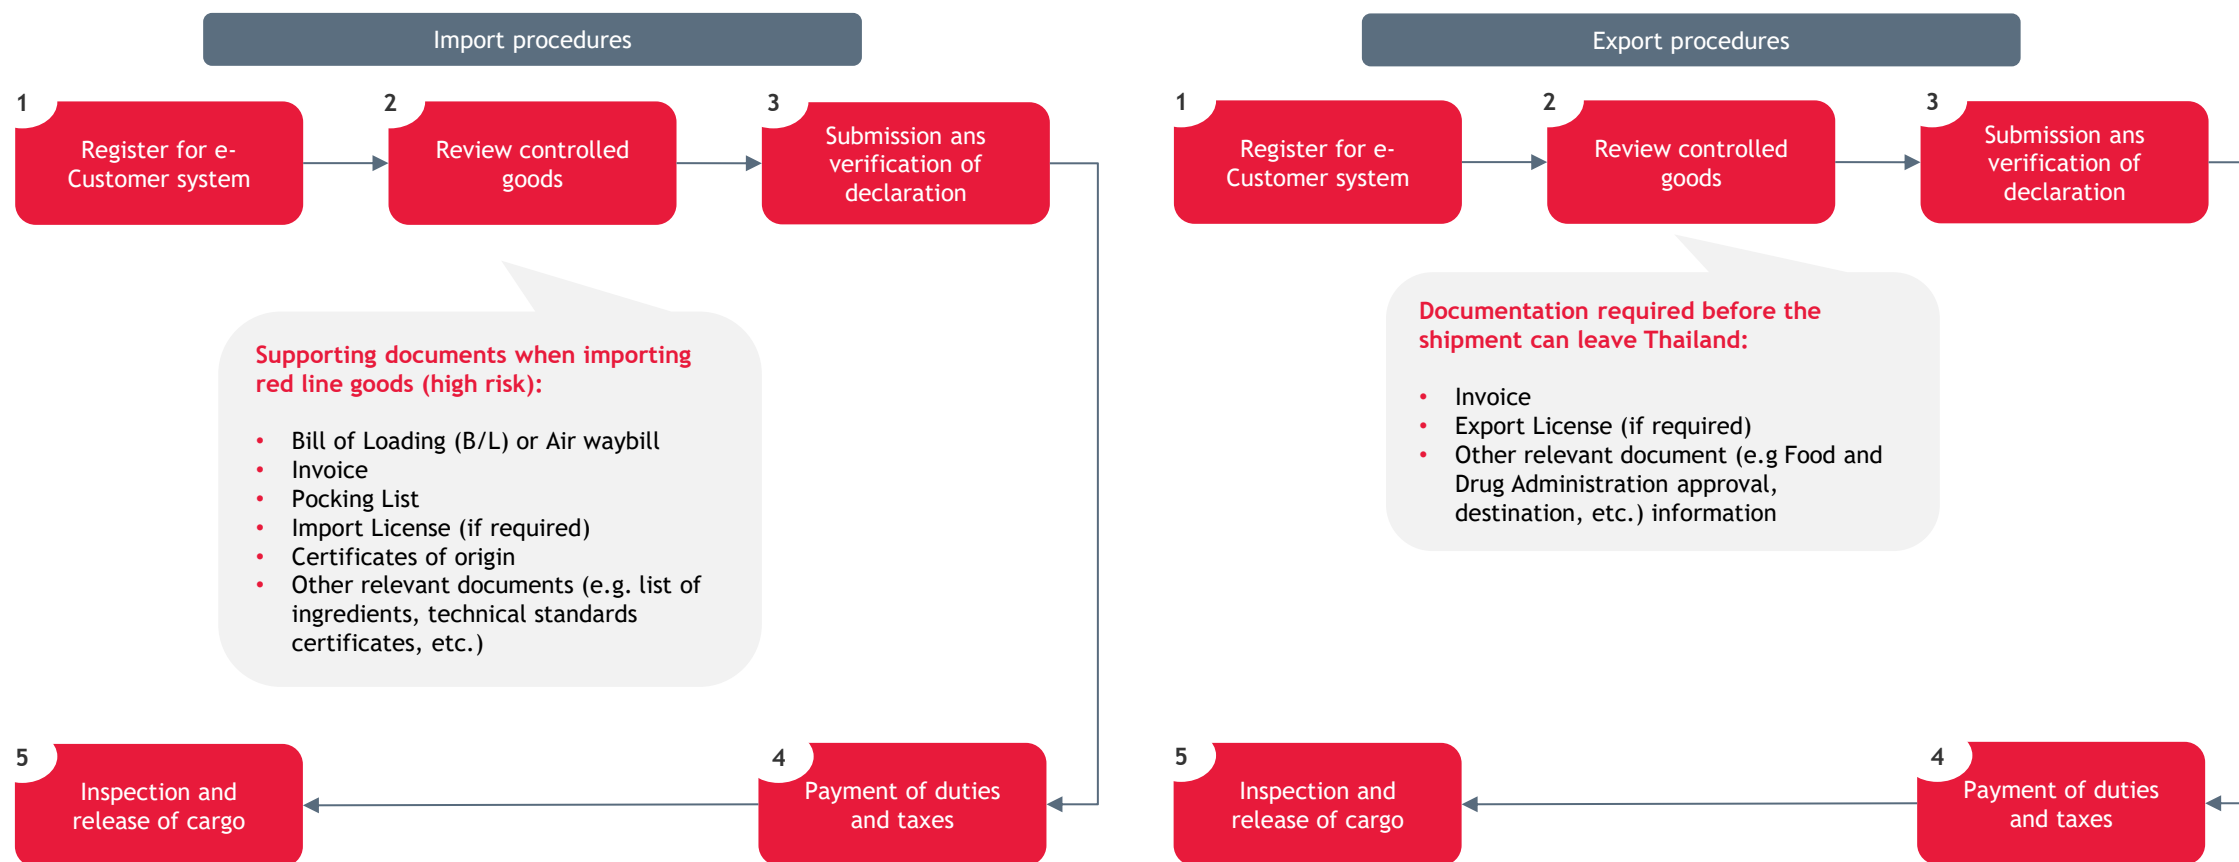 Import procedures
1
Register for e-
Customer system
2
Review controlled
goods
3
Submission ans
verification of
declaration
Supporting documents when importing
red line goods (high risk):
• Bill of Loading (B/L) or Air waybill
• Invoice
• Pocking List
• Import License (if required)
• Certificates of origin
• Other relevant documents (e.g. list of
ingredients, technical standards
certificates, etc.)
4
Payment of duties
and taxes
5
Inspection and
release of cargo
Export procedures
1
Register for e-
Customer system
2
Review controlled
goods
3
Submission ans
verification of
declaration
Documentation required before the
shipment can leave Thailand:
• Invoice
• Export License (if required)
• Other relevant document (e.g Food and
Drug Administration approval,
destination, etc.) information
4
Payment of duties
and taxes
5
Inspection and
release of cargo